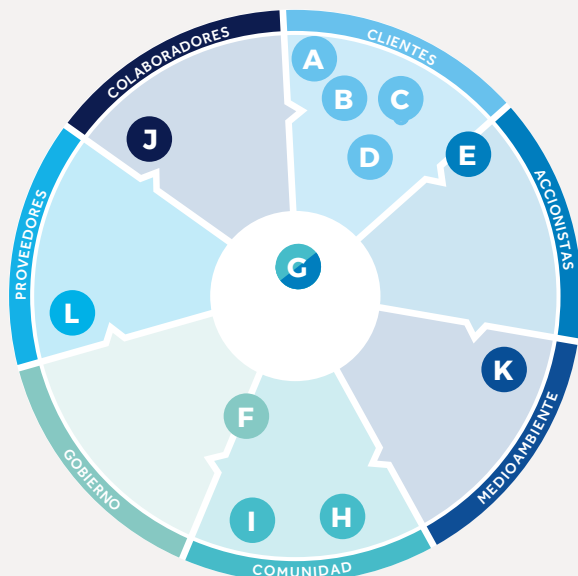 COLABORADORES
CLIENTES
A
B
C
J
D
E
PROVEEDORES
ACCIONISTAS
G
L
K
F
MEDIOAMBIENTE
GOBIERNO
I
H
COMUNIDAD